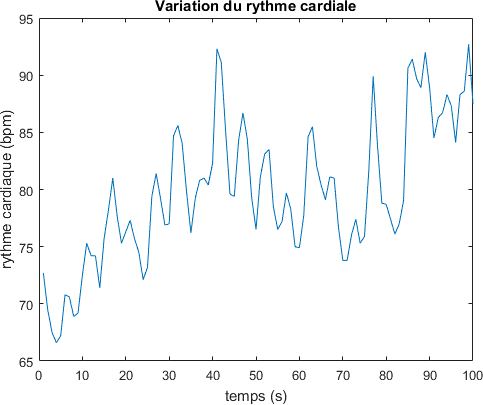 Variation du rythme cardiale
rythme cardiaque (bpm)
95
90
85
80
75
70
65
0 10 20 30 40 50 60 70 80 90 100
temps (s)